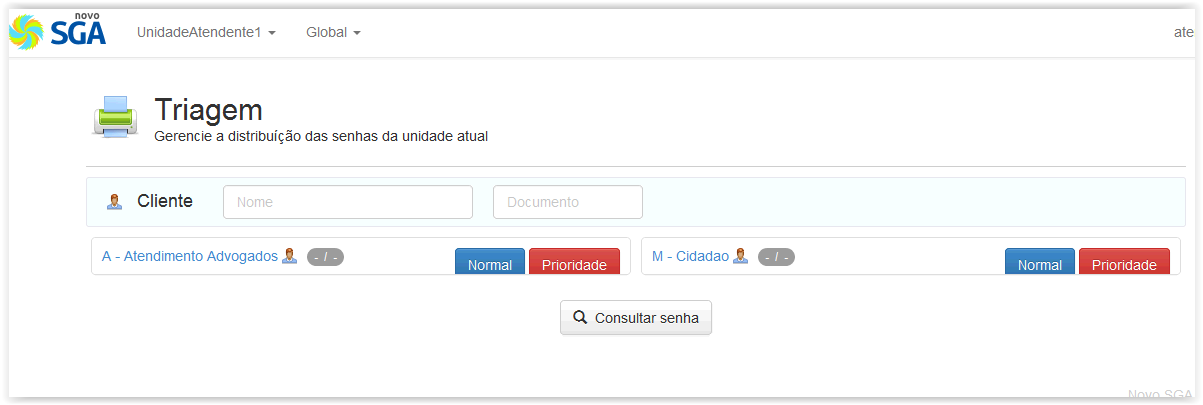 novo
SGA
UnidadeAtendente1
Global
ate
Triagem
Gerencie a distribuíção das senhas da unidade atual
Cliente
Nome
Documento
A - Atendimento Advogados - / - Normal Prioridade
M - Cidadao - / - Normal Prioridade
Consultar senha
Novo SGA